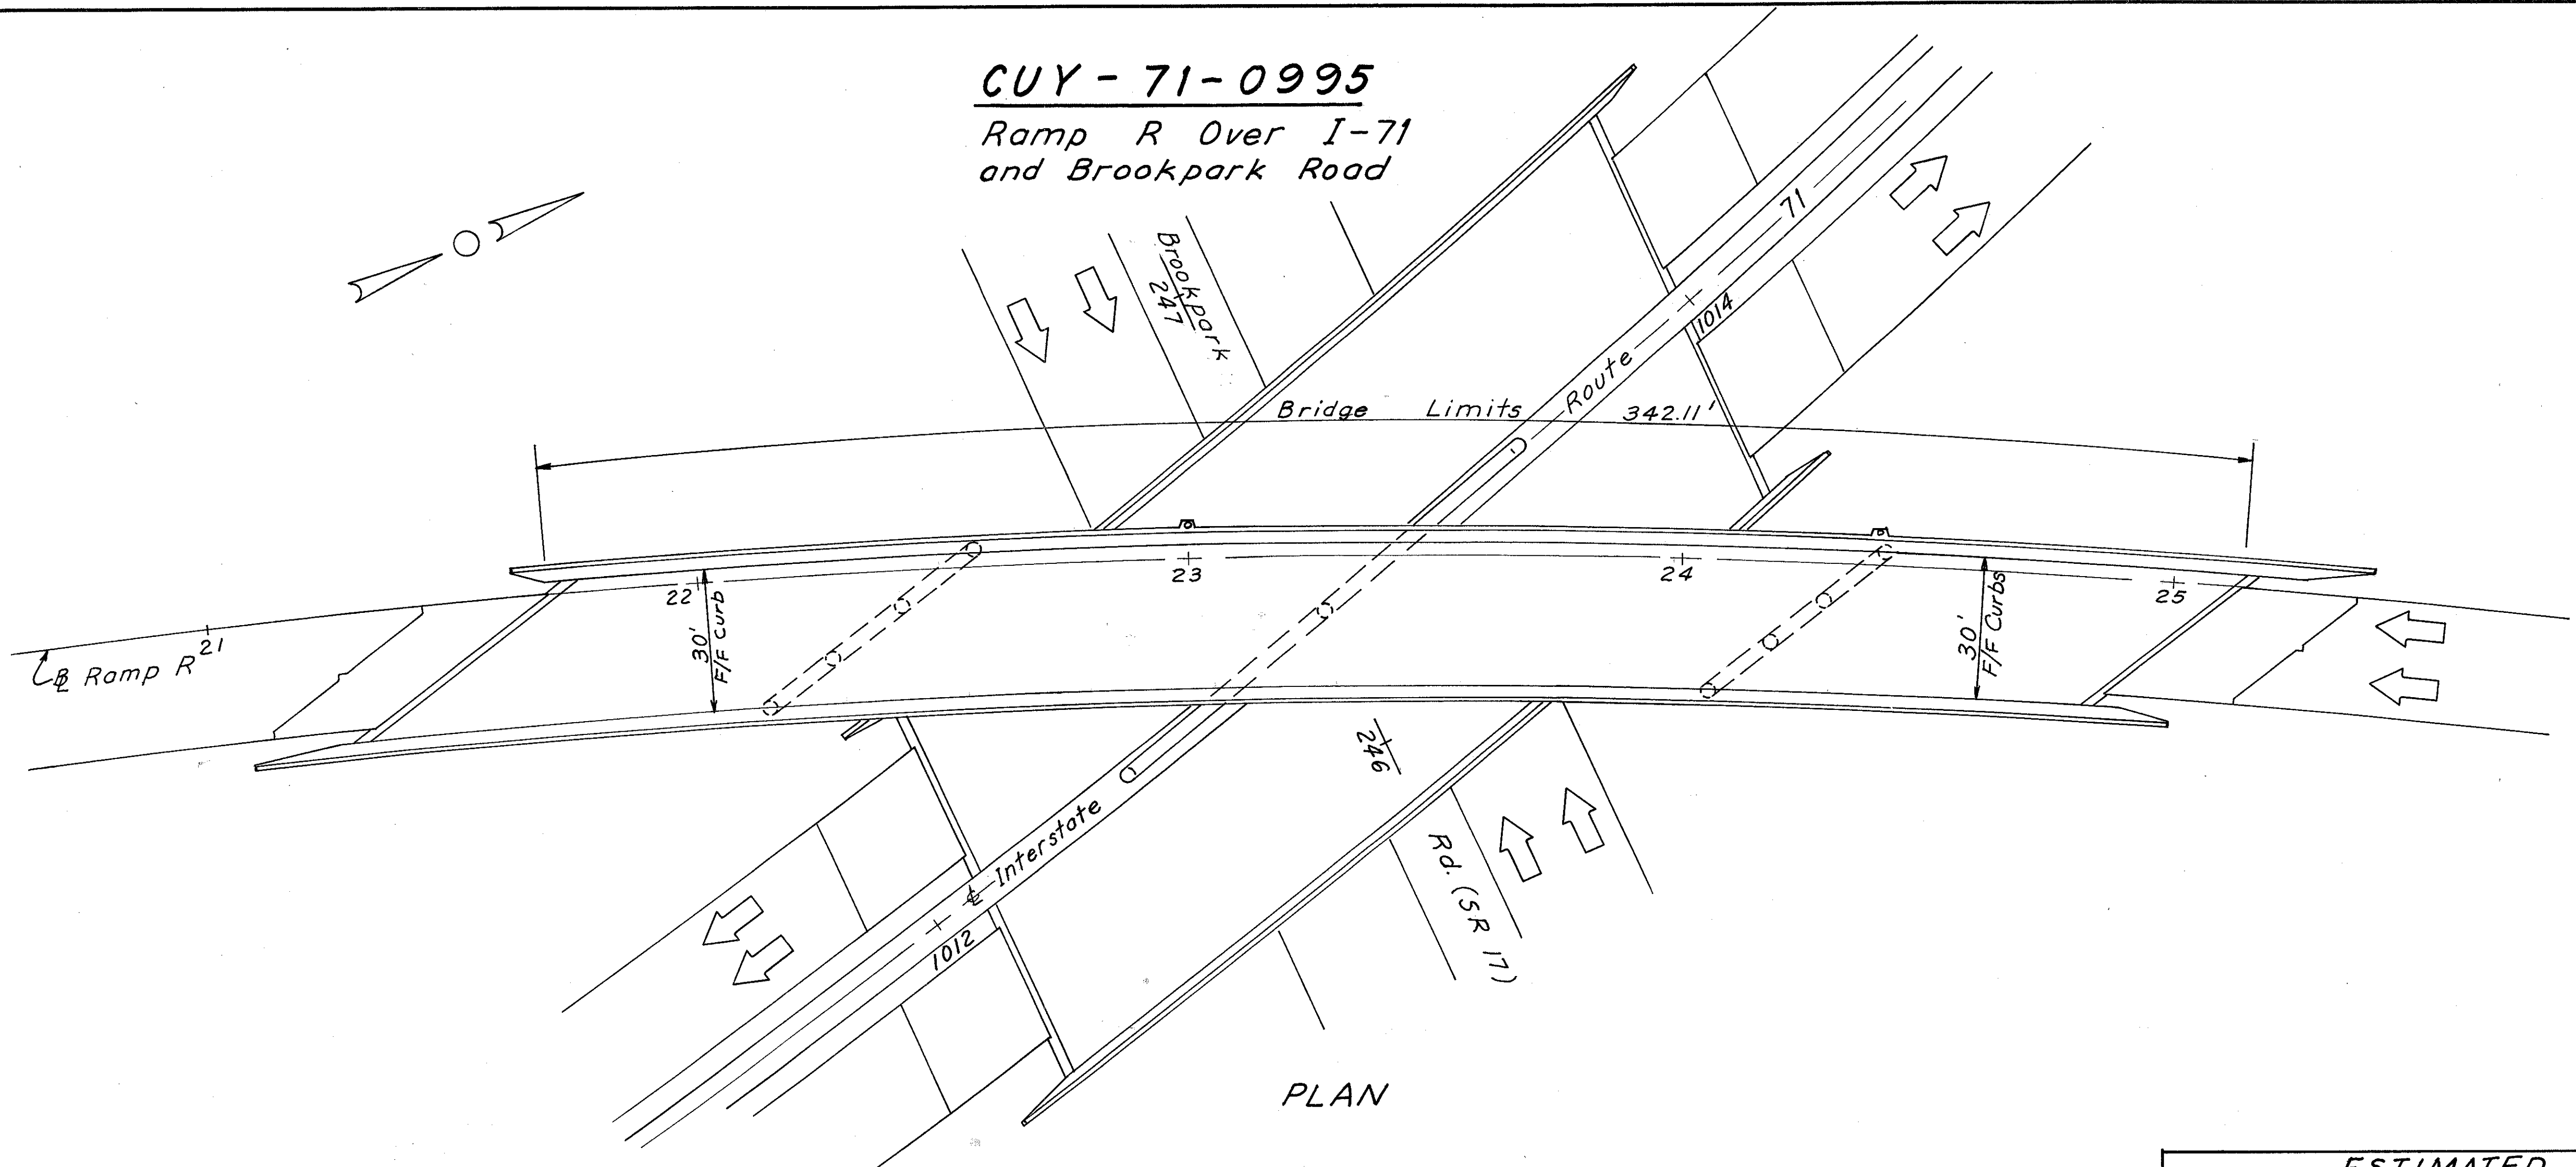 CUY - 71-0995
Ramp R Over I-71
and Brookpark Road
Brookpark
247
71
1014
Route
Bridge Limits 342.11'
21
22
23
24
25
30'
F/F Curb
30'
F/F Curbs
℄ Ramp R
246
Rd. (SR 17)
℄ Interstate
1012
PLAN
ESTIMATED